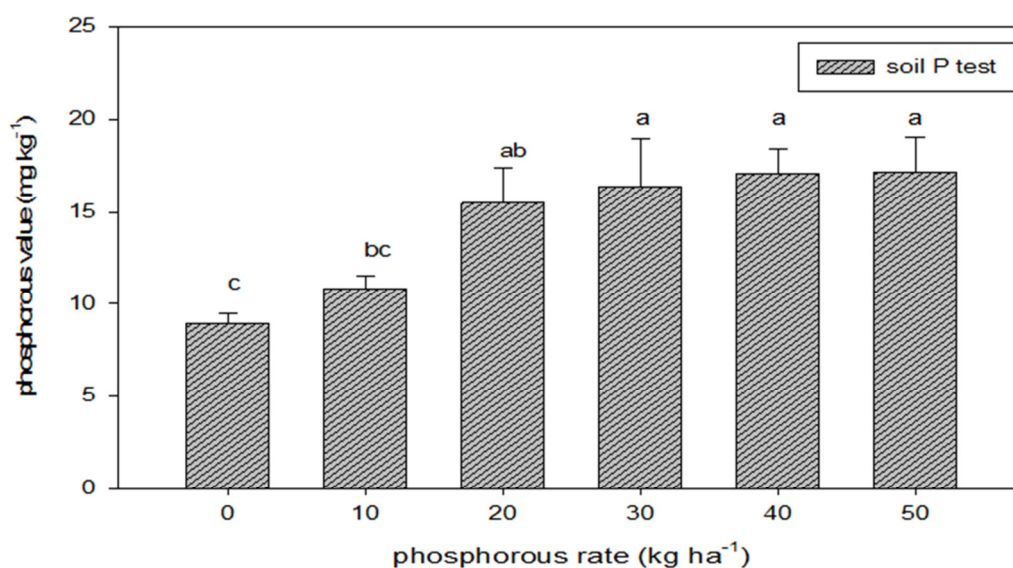 25
20
15
10
5
0
phosphorous value (mg kg⁻¹)
soil P test
c
bc
ab
a
a
a
0 10 20 30 40 50
phosphorous rate (kg ha⁻¹)